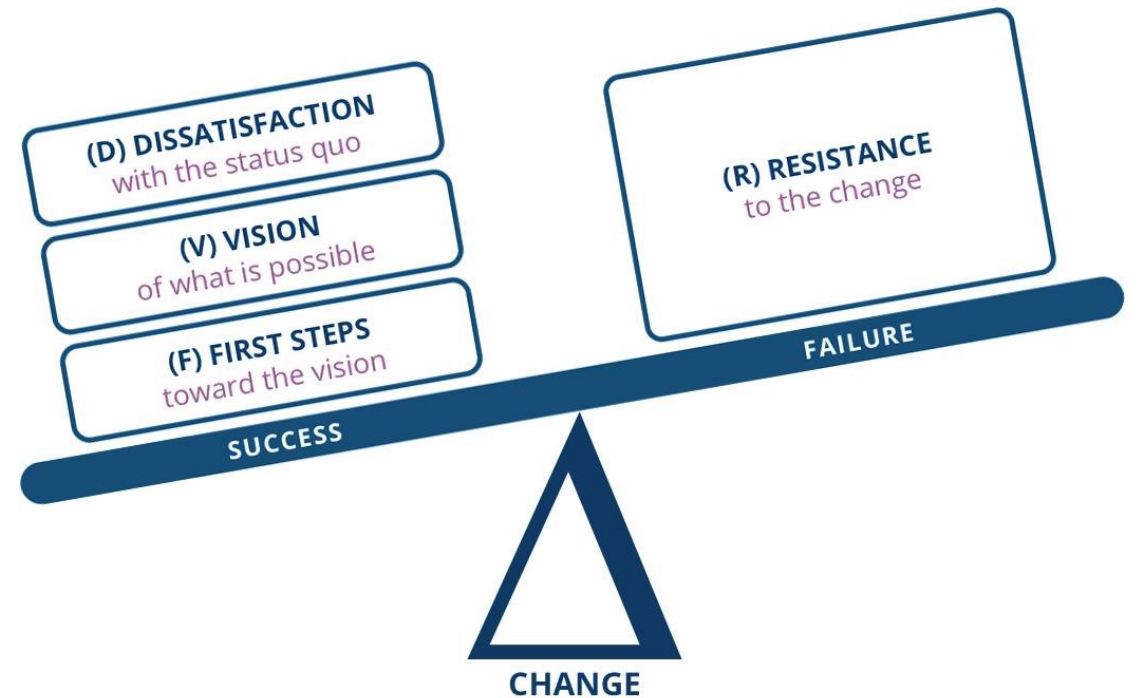 (D) DISSATISFACTION
with the status quo
(V) VISION
of what is possible
(F) FIRST STEPS
toward the vision
SUCCESS
(R) RESISTANCE
to the change
FAILURE
CHANGE